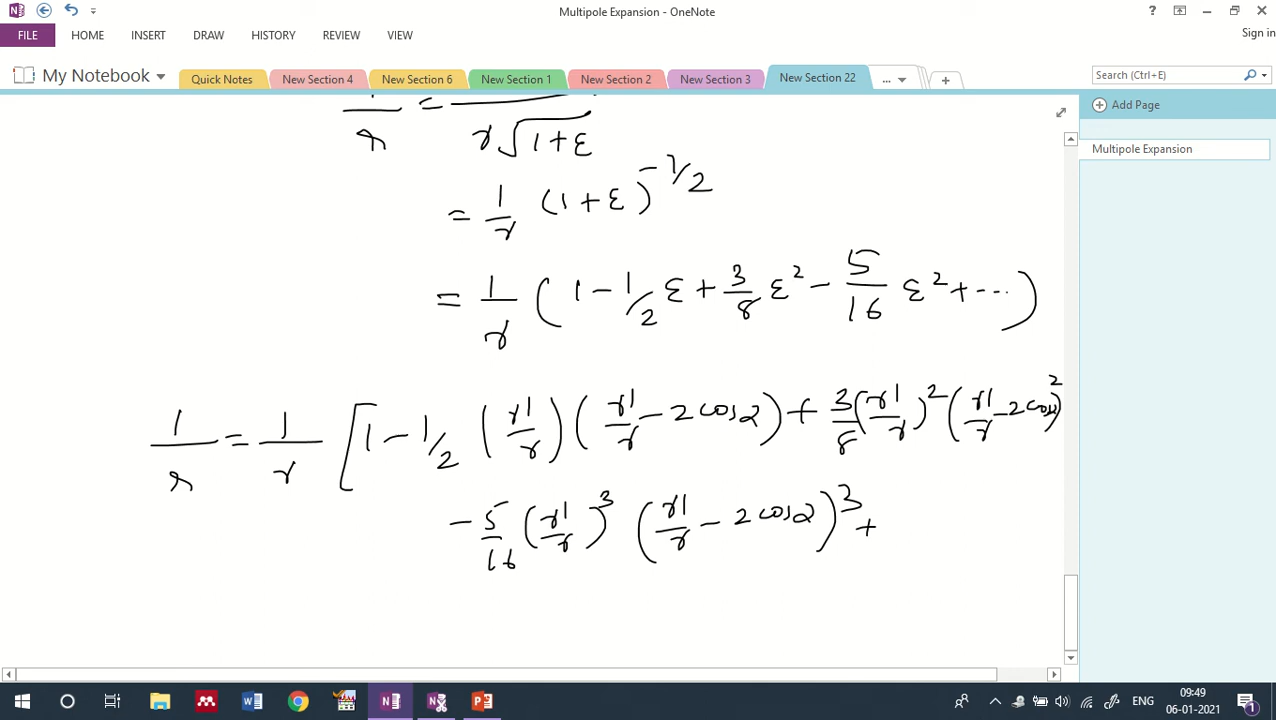 Multipole Expansion - OneNote
Sign in
FILE HOME INSERT DRAW HISTORY REVIEW VIEW
My Notebook Quick Notes New Section 4 New Section 6 New Section 1 New Section 2 New Section 3 New Section 22 ... Search (Ctrl+E)
Add Page
Multipole Expansion
1/r = r√1+ε
= 1/r (1+ε)^-1/2
= 1/r (1 - 1/2 ε + 3/8 ε² - 5/16 ε² + ...)
1/r = 1/r [1 - 1/2 (r'/r) (r'/r - 2cosα) + 3/8 (r'/r)² (r'/r - 2cosα)²
- 5/16 (r'/r)³ (r'/r - 2cosα)³ +
ENG 09:49
06-01-2021
1